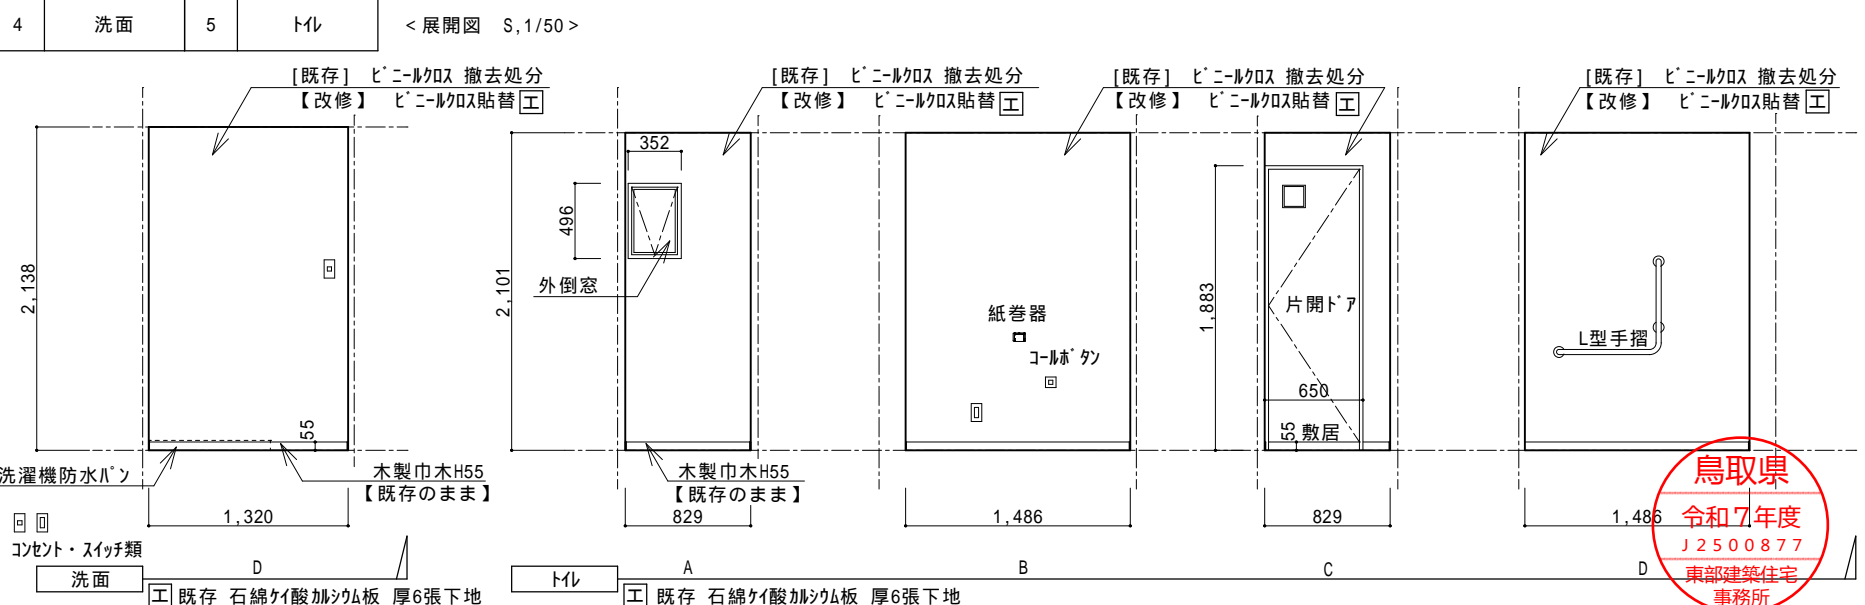 4 洗面 5 ﾄｲﾚ <展開図 S,1/50>
[既存] ﾋﾞﾆｰﾙｸﾛｽ 撤去処分
【改修】 ﾋﾞﾆｰﾙｸﾛｽ貼替 エ
[既存] ﾋﾞﾆｰﾙｸﾛｽ 撤去処分
【改修】 ﾋﾞﾆｰﾙｸﾛｽ貼替 エ
[既存] ﾋﾞﾆｰﾙｸﾛｽ 撤去処分
【改修】 ﾋﾞﾆｰﾙｸﾛｽ貼替 エ
[既存] ﾋﾞﾆｰﾙｸﾛｽ 撤去処分
【改修】 ﾋﾞﾆｰﾙｸﾛｽ貼替 エ
2,138
55
洗濯機防水ﾊﾟﾝ
木製巾木H55
【既存のまま】
1,320
ｺﾝｾﾝﾄ・ｽｲｯﾁ類
洗面
D
エ 既存 石綿ｹｲ酸ｶﾙｼｳﾑ板 厚6張下地
2,101
352
496
外倒窓
木製巾木H55
【既存のまま】
829
紙巻器
ｺｰﾙﾎﾞﾀﾝ
1,486
1,883
片開ﾄﾞｱ
650
55
敷居
829
L型手摺
1,486
ﾄｲﾚ
A
B
C
D
エ 既存 石綿ｹｲ酸ｶﾙｼｳﾑ板 厚6張下地
鳥取県
令和7年度
J2500877
東部建築住宅
事務所